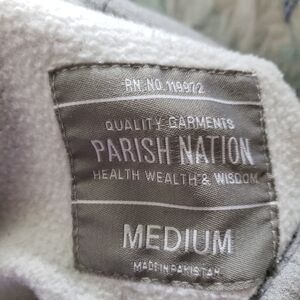 RN. NO. 119972
QUALITY GARMENTS
PARISH NATION
HEALTH WEALTH & WISDOM
MEDIUM
MADE IN PAKISTAN